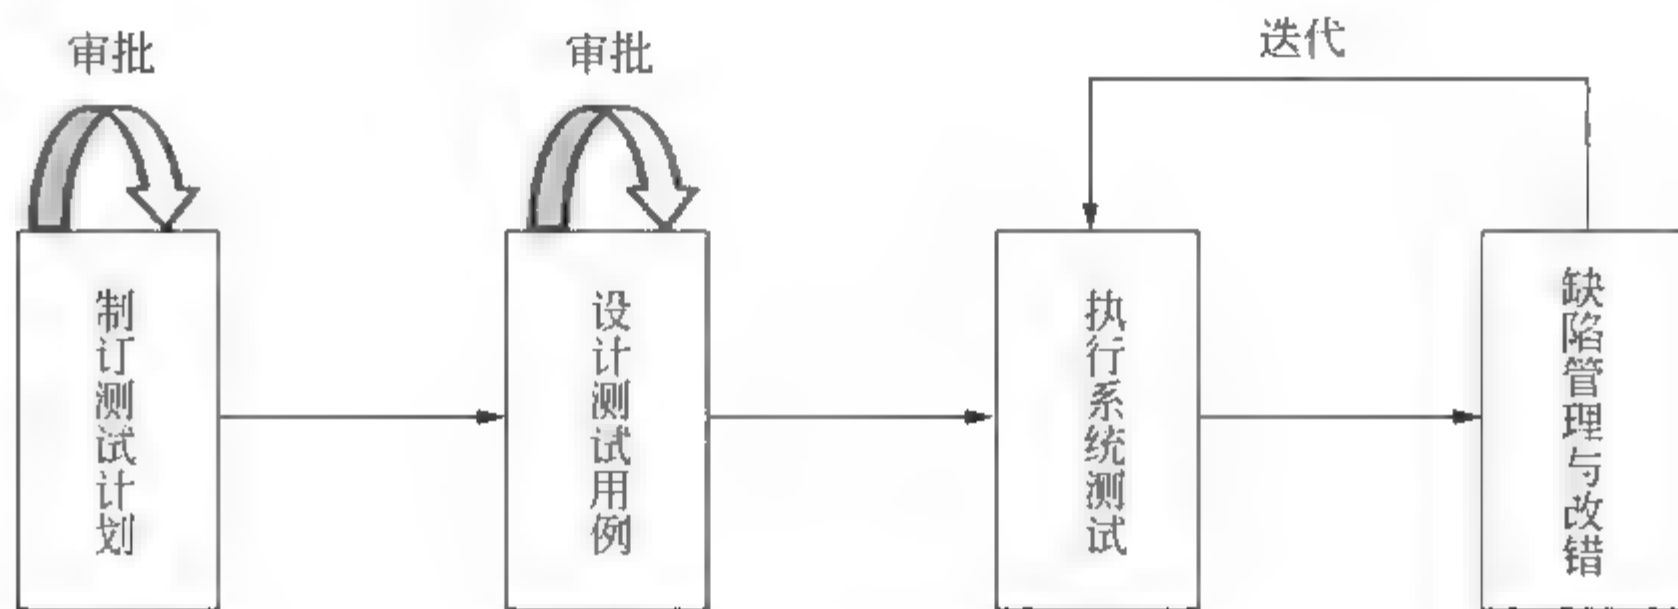 审批
审批
迭代
制订测试计划
设计测试用例
执行系统测试
缺陷管理与改错